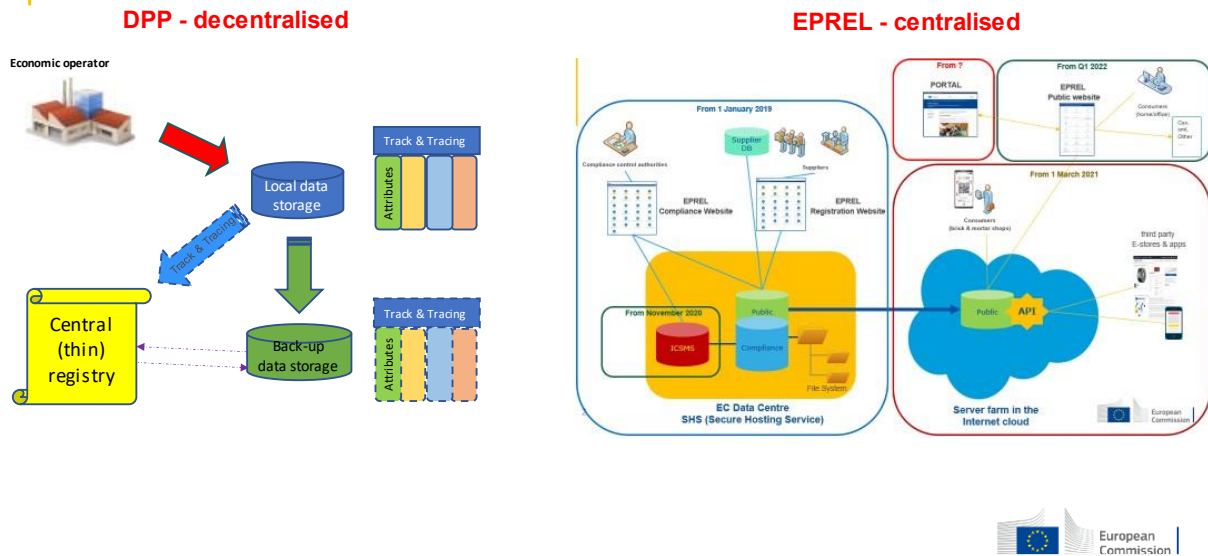 DPP - decentralised
Economic operator
Local data
storage
Track & Tracing
Attributes
Track & Tracing
Central
(thin)
registry
Back-up
data storage
Track & Tracing
Attributes
EPREL - centralised
From 1 January 2019
Compliance control authorities
Supplier
DB
Suppliers
EPREL
Compliance Website
EPREL
Registration Website
From November 2020
ICSMS
Public
Compliance
File System
EC Data Centre
SHS (Secure Hosting Service)
From ?
PORTAL
From Q1 2022
EPREL
Public website
Consumers
(home/office)
Other
From 1 March 2021
Consumers
(brick & mortar shops)
third party
E-stores & apps
Public
API
Server farm in the
Internet cloud
European
Commission
European
Commission